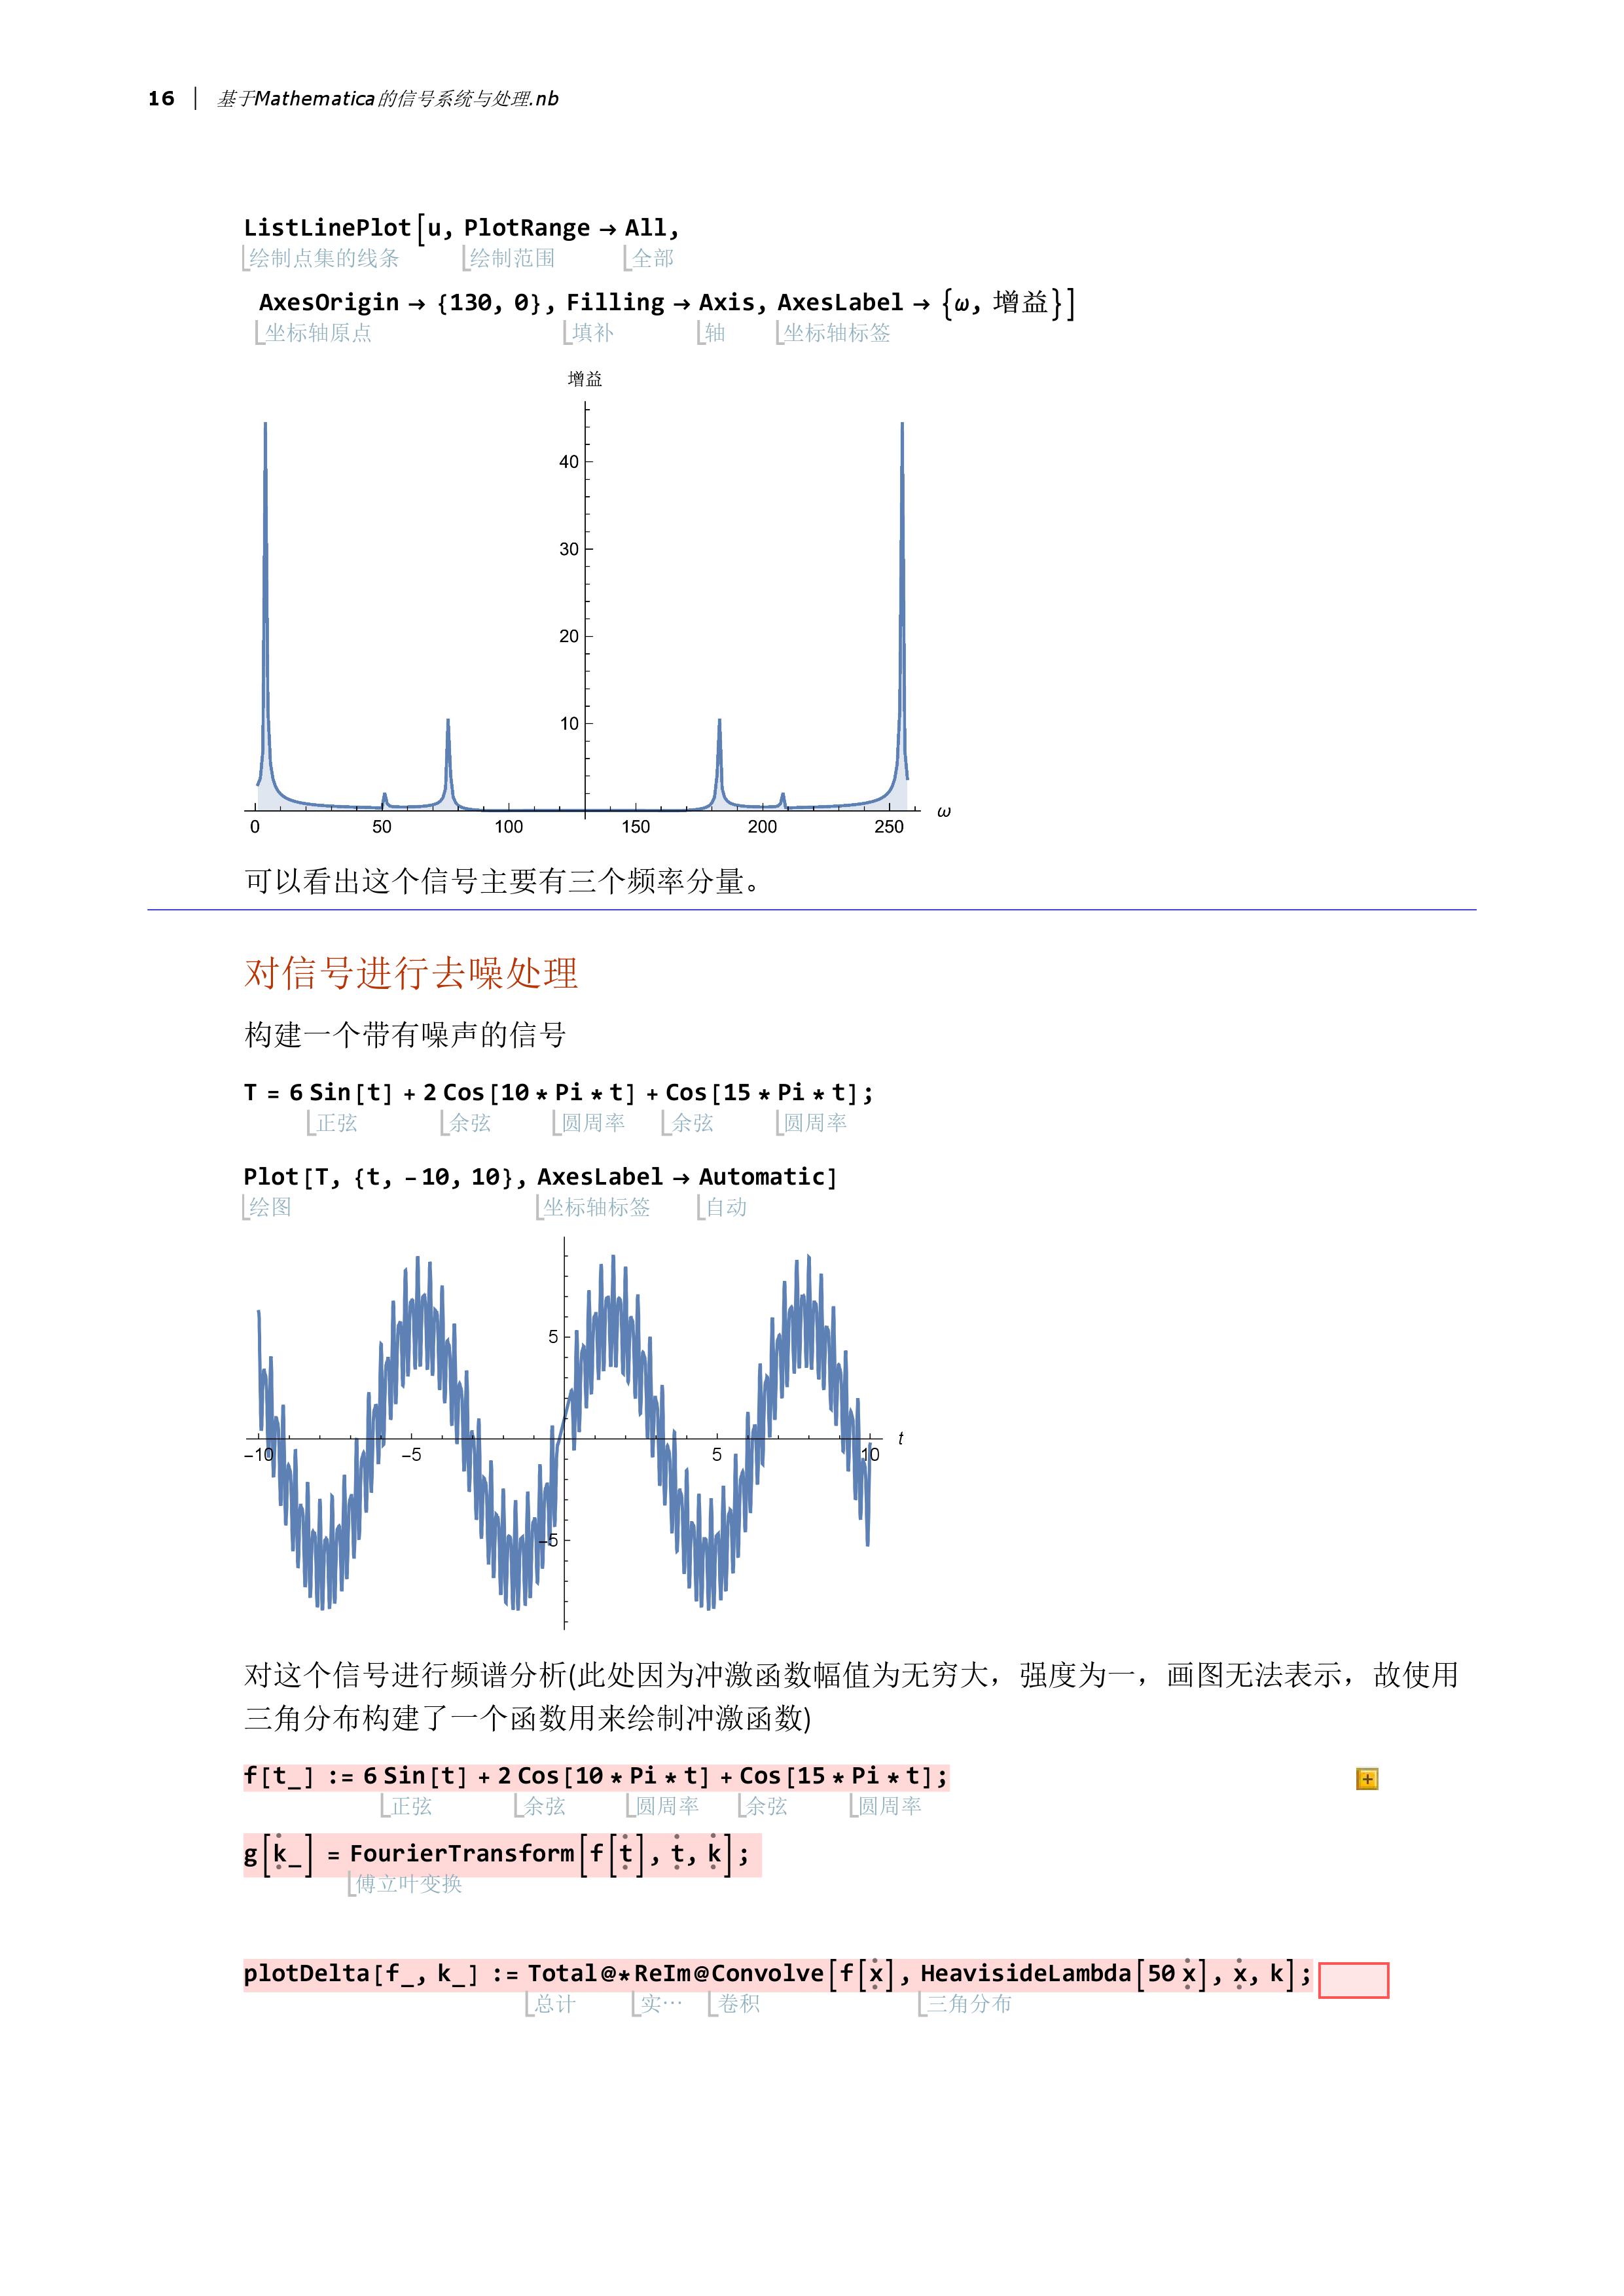 16 | 基于Mathematica的信号系统与处理.nb
ListLinePlot[u, PlotRange → All,
绘制点集的线条 绘制范围 全部
AxesOrigin → {130, 0}, Filling → Axis, AxesLabel → {ω, 增益}]
坐标轴原点 填补 轴 坐标轴标签
增益
40
30
20
10
0 50 100 150 200 250 ω
可以看出这个信号主要有三个频率分量。
对信号进行去噪处理
构建一个带有噪声的信号
T = 6 Sin[t] + 2 Cos[10 * Pi * t] + Cos[15 * Pi * t];
正弦 余弦 圆周率 余弦 圆周率
Plot[T, {t, -10, 10}, AxesLabel → Automatic]
绘图 坐标轴标签 自动
5
-10 -5 5 10 t
-5
对这个信号进行频谱分析(此处因为冲激函数幅值为无穷大，强度为一，画图无法表示，故使用
三角分布构建了一个函数用来绘制冲激函数)
f[t_] := 6 Sin[t] + 2 Cos[10 * Pi * t] + Cos[15 * Pi * t];
正弦 余弦 圆周率 余弦 圆周率
g[k_] = FourierTransform[f[t], t, k];
傅立叶变换
plotDelta[f_, k_] := Total@*ReIm@Convolve[f[x], HeavisideLambda[50 x], x, k];
总计 实⋯ 卷积 三角分布